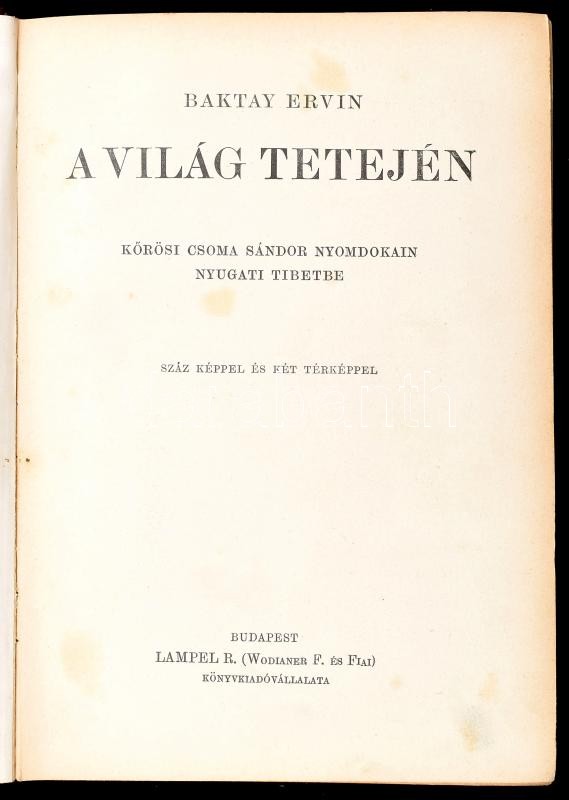 BAKTAY ERVIN
A VILÁG TETEJÉN
KŐRÖSI CSOMA SÁNDOR NYOMDOKAIN
NYUGATI TIBETBE
SZÁZ KÉPPEL ÉS KÉT TÉRKÉPPEL
BUDAPEST
LAMPEL R. (WODIANER F. ÉS FIAI)
KÖNYVKIADÓVÁLLALATA